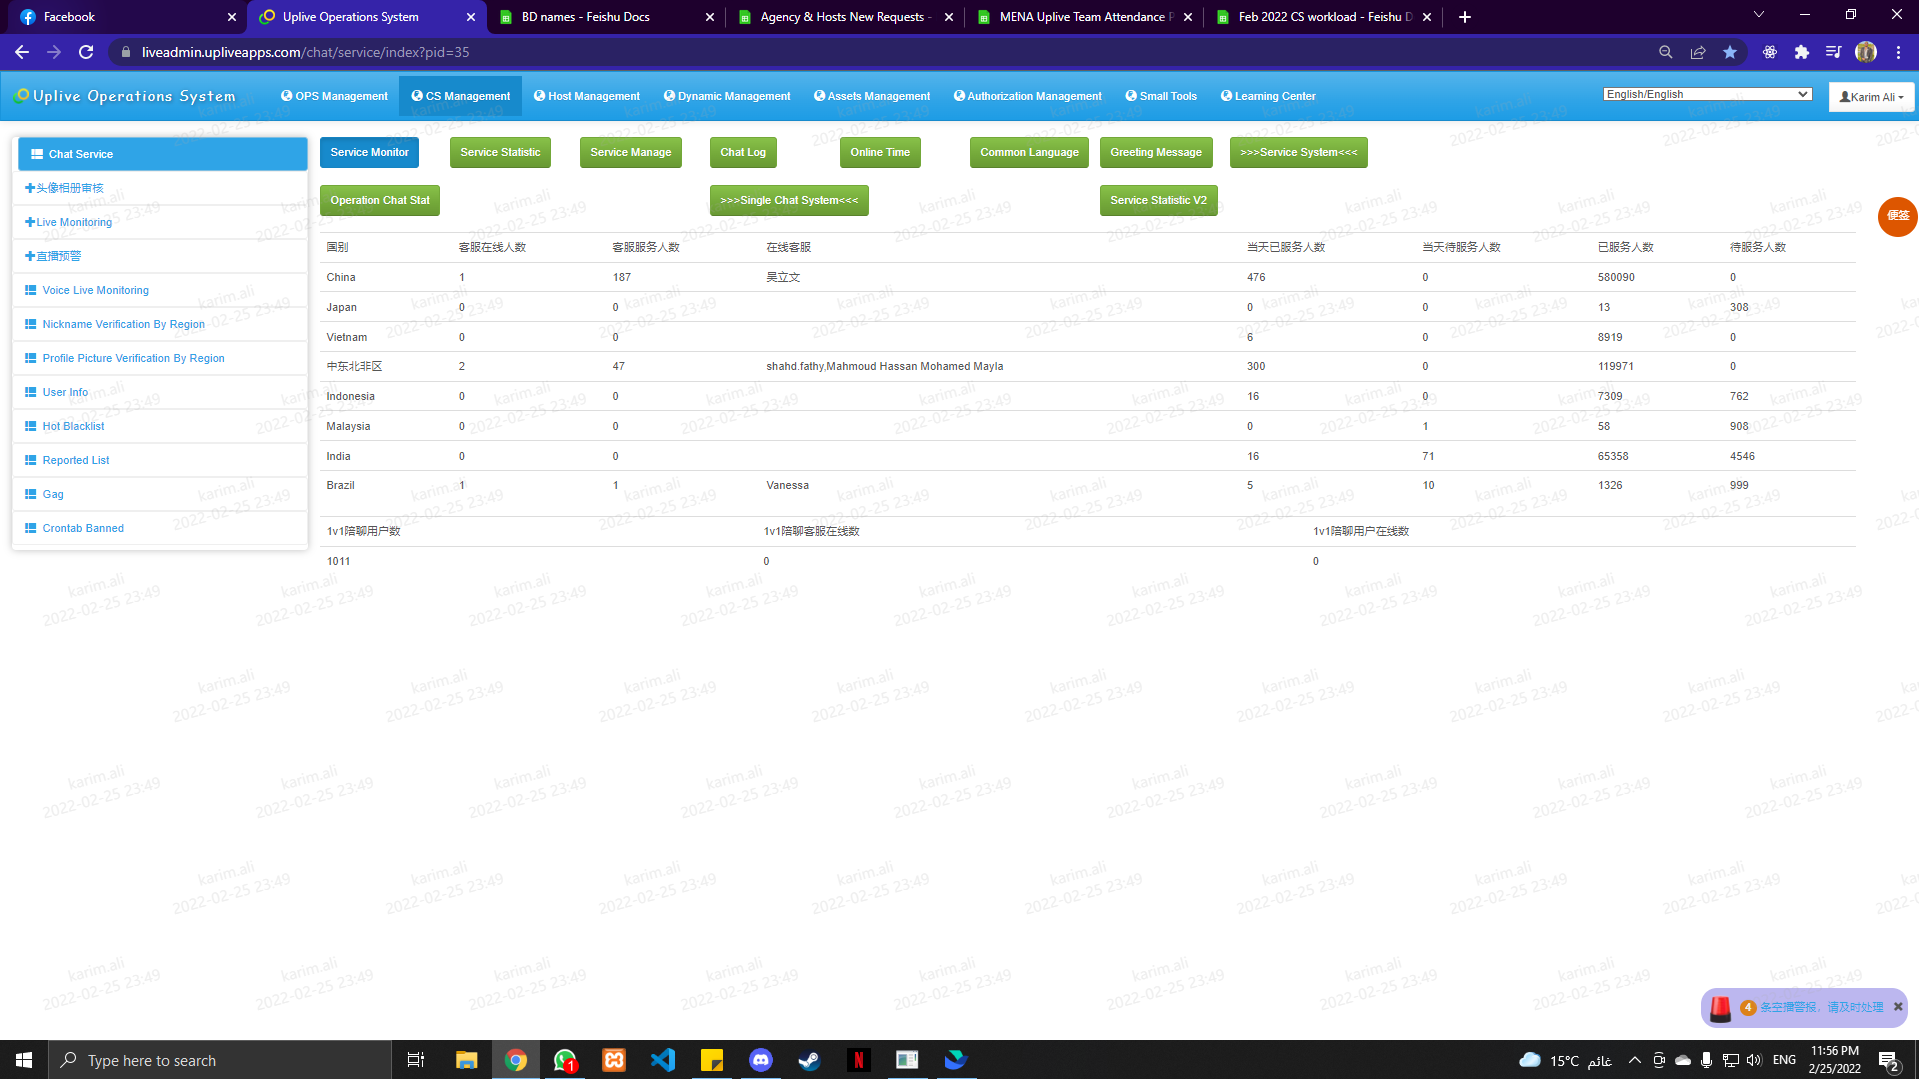 Facebook
Uplive Operations System
BD names - Feishu Docs
Agency & Hosts New Requests -
MENA Uplive Team Attendance
Feb 2022 CS workload - Feishu D
liveadmin.upliveapps.com/chat/service/index?pid=35
Uplive Operations System
OPS Management
CS Management
Host Management
Dynamic Management
Assets Management
Authorization Management
Small Tools
Learning Center
English/English
Karim Ali
Chat Service
头像相册审核
Live Monitoring
直播预警
Voice Live Monitoring
Nickname Verification By Region
Profile Picture Verification By Region
User Info
Hot Blacklist
Reported List
Gag
Crontab Banned
Service Monitor
Service Statistic
Service Manage
Chat Log
Online Time
Common Language
Greeting Message
>>>Service System<<<
Operation Chat Stat
>>>Single Chat System<<<
Service Statistic V2
便签
国别 客服在线人数 客服服务人数 在线客服 当天已服务人数 当天待服务人数 已服务人数 待服务人数
China 1 187 吴立文 476 0 580090 0
Japan 0 0 0 0 13 308
Vietnam 0 0 6 0 8919 0
中东北非区 2 47 shahd.fathy,Mahmoud Hassan Mohamed Mayla 300 0 119971 0
Indonesia 0 0 16 0 7309 762
Malaysia 0 0 0 1 58 908
India 0 0 16 71 65358 4546
Brazil 1 1 Vanessa 5 10 1326 999
1v1陪聊用户数 1v1陪聊客服在线数 1v1陪聊用户在线数
1011 0 0
karim.ali
2022-02-25 23:49
4 条空播警报，请及时处理
Type here to search
1
15°C غائم
ENG
11:56 PM
2/25/2022
2